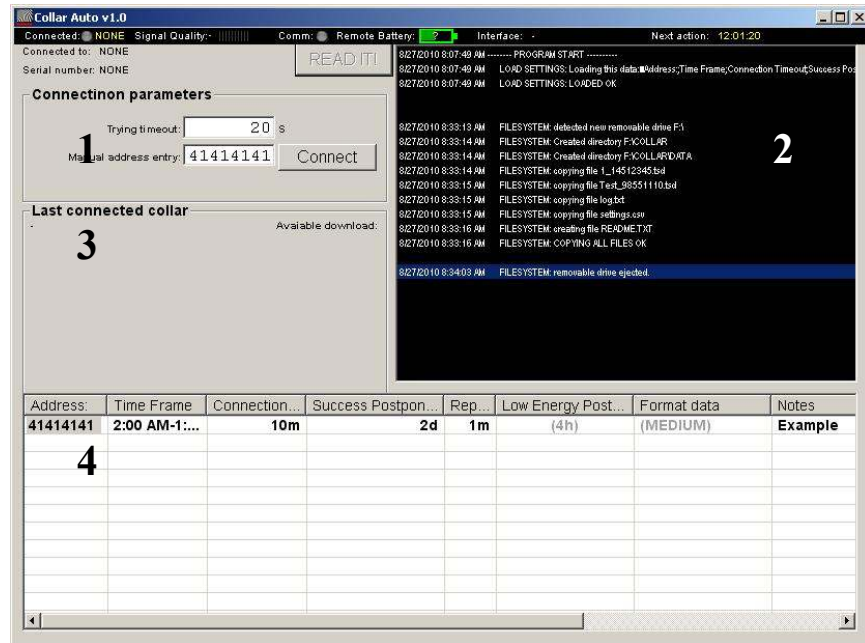 Collar Auto v1.0
Connected: NONE Signal Quality:- Comm: Remote Battery: ? Interface: - Next action: 12:01:20
Connected to: NONE
Serial number: NONE
READ IT!
Connectinon parameters
1
Trying timeout: 20 s
Manual address entry: 41414141 Connect
Last connected collar
- Avaiable download:
3
8/27/2010 8:07:49 AM -------- PROGRAM START ----------
8/27/2010 8:07:49 AM LOAD SETTINGS: Loading this data:■Address;;Time Frame;Connection Timeout;Success Pos
8/27/2010 8:07:49 AM LOAD SETTINGS: LOADED OK
8/27/2010 8:33:13 AM FILESYSTEM: detected new removable drive F:\
8/27/2010 8:33:14 AM FILESYSTEM: Created directory F:\COLLAR
8/27/2010 8:33:14 AM FILESYSTEM: Created directory F:\COLLAR\DATA
2
8/27/2010 8:33:14 AM FILESYSTEM: copying file 1_14512345.tsd
8/27/2010 8:33:15 AM FILESYSTEM: copying file Test_98551110.tsd
8/27/2010 8:33:15 AM FILESYSTEM: copying file log.txt
8/27/2010 8:33:15 AM FILESYSTEM: copying file settings.csv
8/27/2010 8:33:16 AM FILESYSTEM: creating file README.TXT
8/27/2010 8:33:16 AM FILESYSTEM: COPYING ALL FILES OK
8/27/2010 8:34:03 AM FILESYSTEM: removable drive ejected.
Address: Time Frame Connection... Success Postpon... Rep... Low Energy Post... Format data Notes
41414141 2:00 AM-1:... 10m 2d 1m (4h) (MEDIUM) Example
4